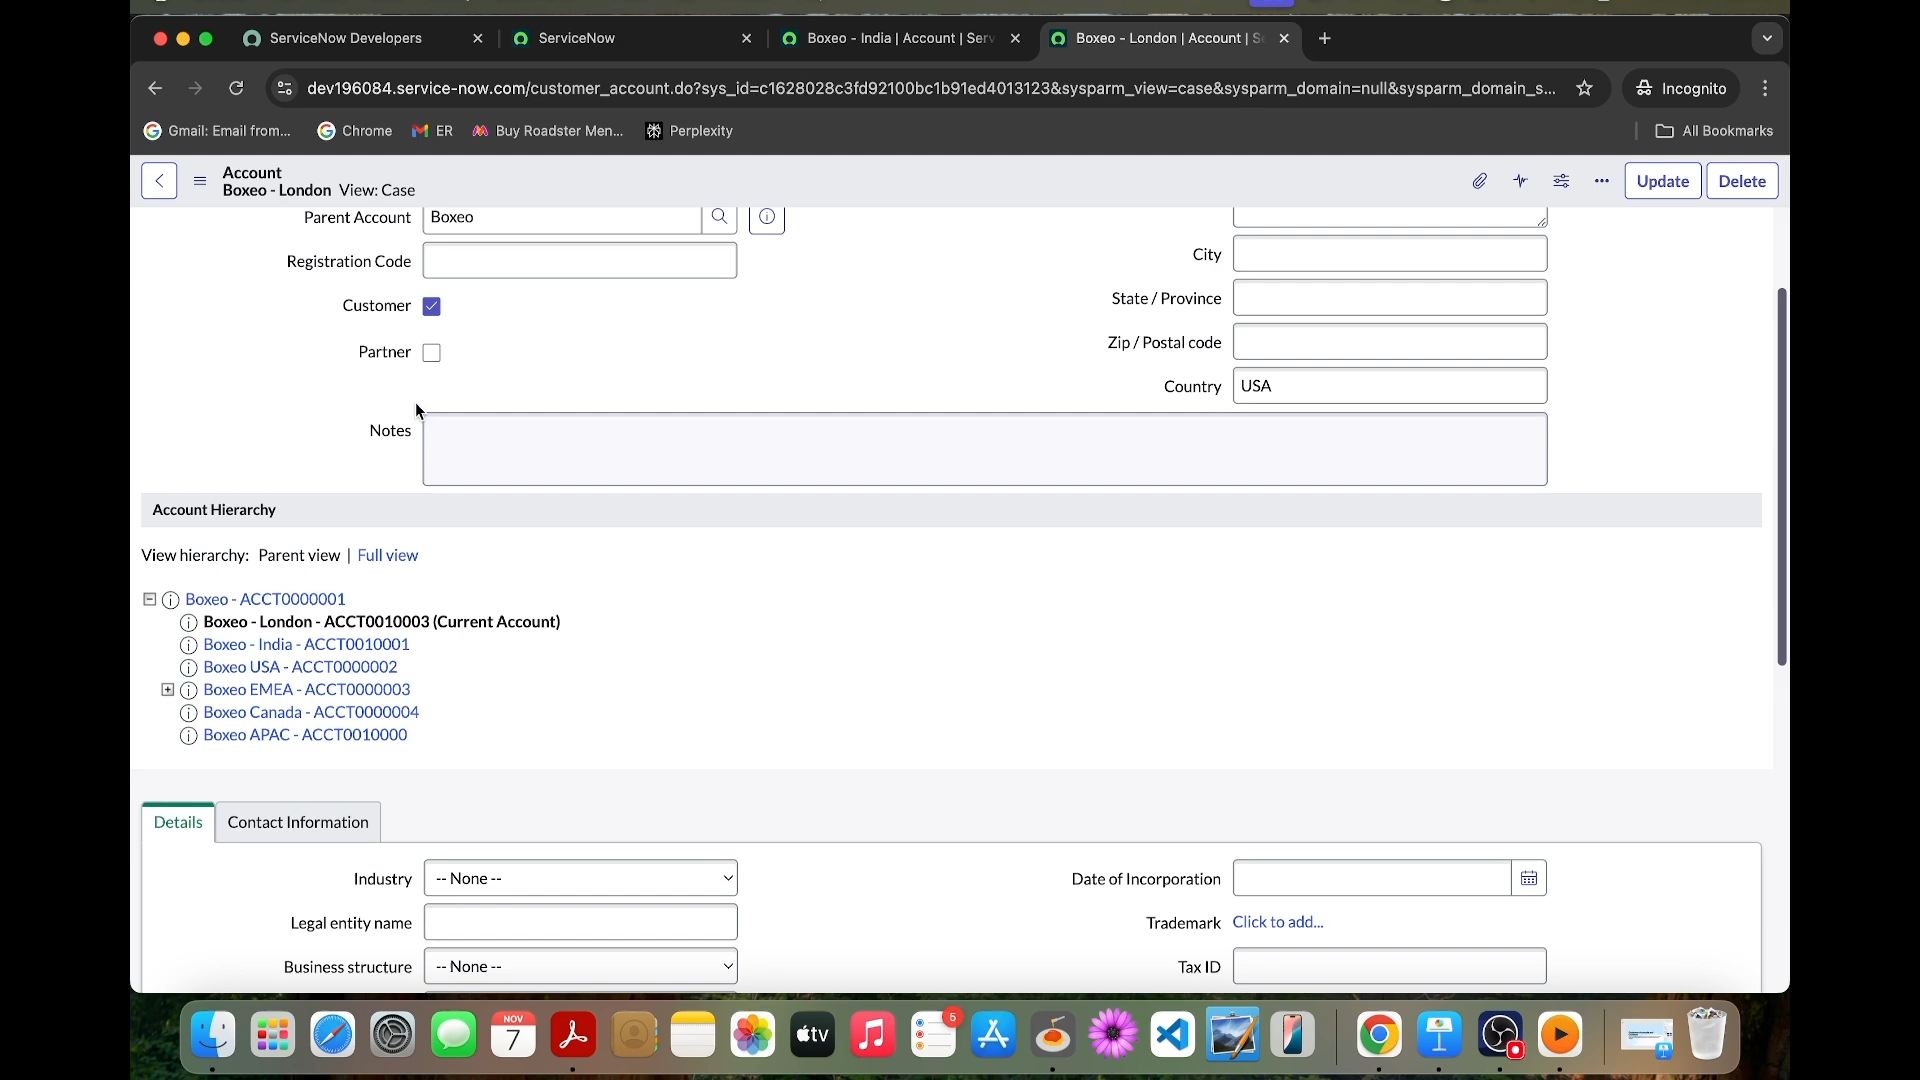 ServiceNow Developers
ServiceNow
Boxeo - India | Account | Serv
Boxeo - London | Account | S
dev196084.service-now.com/customer_account.do?sys_id=c1628028c3fd92100bc1b91ed4013123&sysparm_view=case&sysparm_domain=null&sysparm_domain_s...
Incognito
Gmail: Email from...
Chrome
ER
Buy Roadster Men...
Perplexity
All Bookmarks
Account
Boxeo - London View: Case
Update
Delete
Parent Account
Boxeo
Registration Code
City
Customer
State / Province
Partner
Zip / Postal code
Country
USA
Notes
Account Hierarchy
View hierarchy: Parent view | Full view
Boxeo - ACCT0000001
Boxeo - London - ACCT0010003 (Current Account)
Boxeo - India - ACCT0010001
Boxeo USA - ACCT0000002
Boxeo EMEA - ACCT0000003
Boxeo Canada - ACCT0000004
Boxeo APAC - ACCT0010000
Details
Contact Information
Industry
-- None --
Date of Incorporation
Legal entity name
Trademark
Click to add...
Business structure
-- None --
Tax ID
NOV
7
tv
5